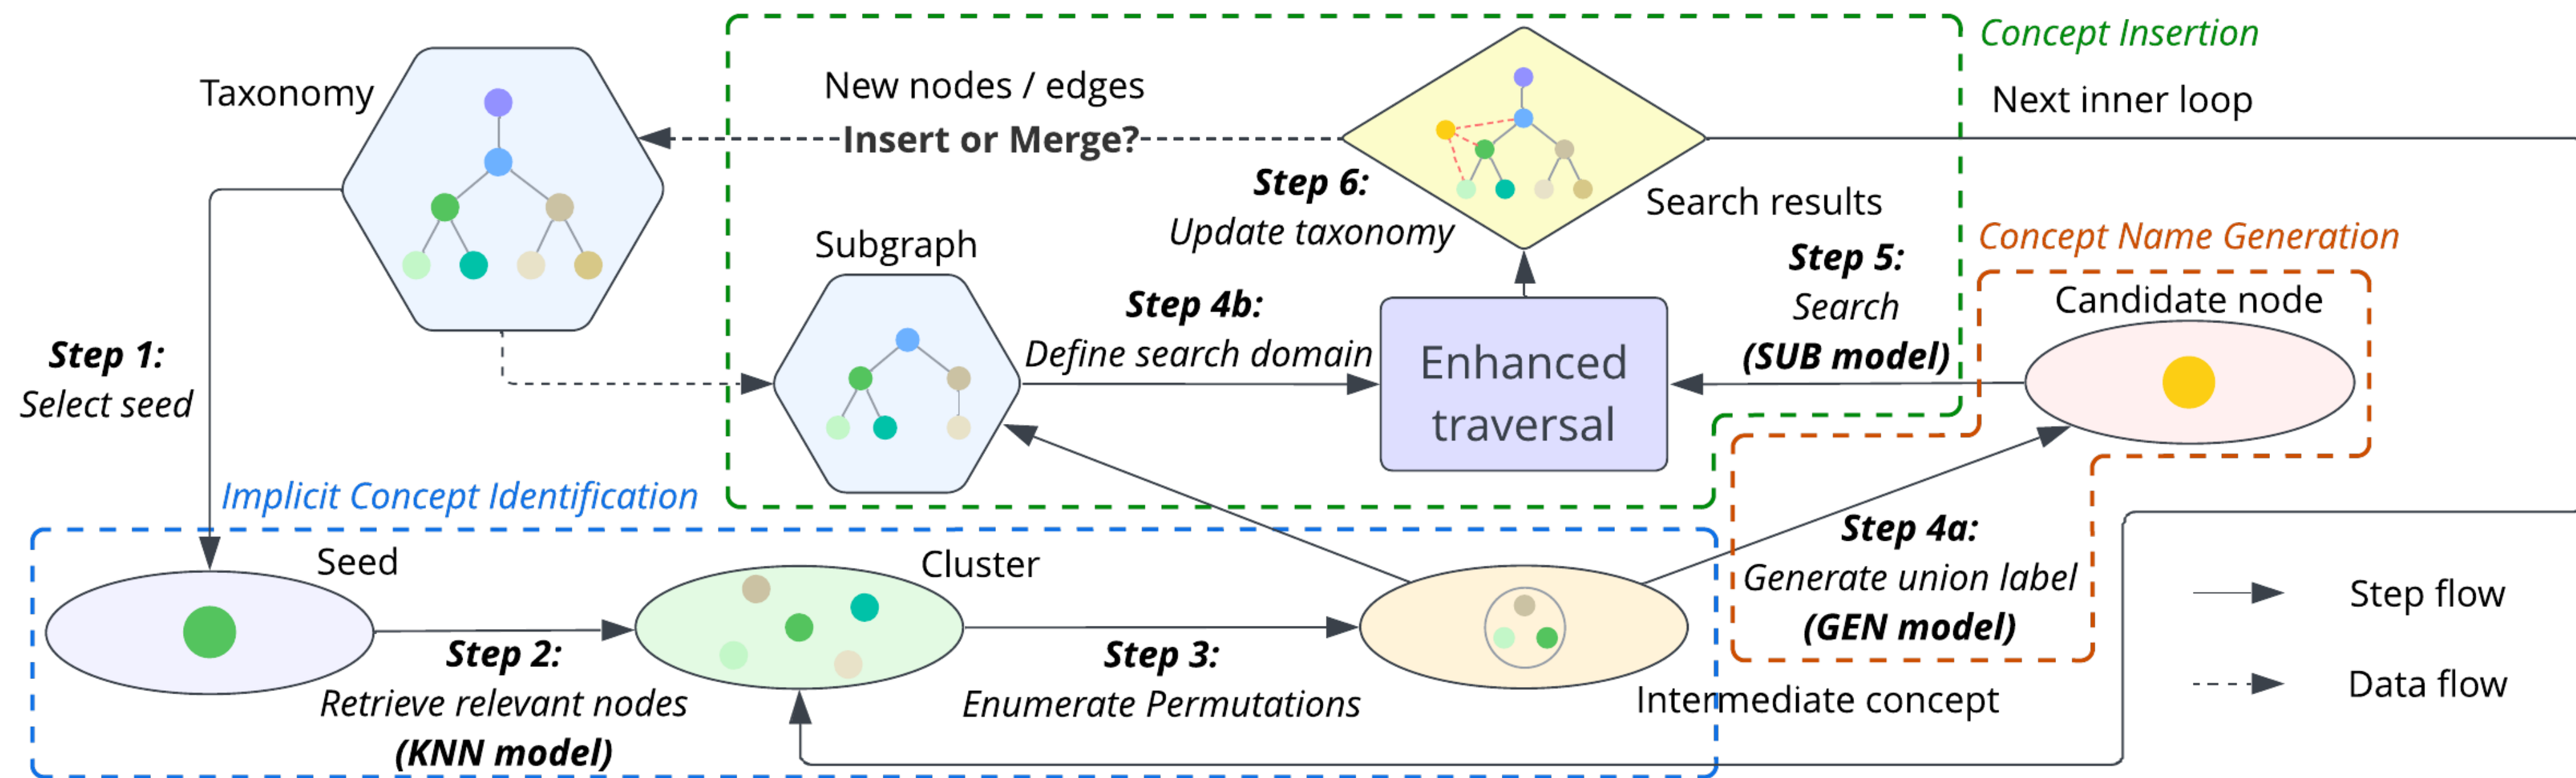 Concept Insertion
Taxonomy
New nodes / edges
Next inner loop
Insert or Merge?
Step 6:
Update taxonomy
Search results
Subgraph
Concept Name Generation
Step 5:
Search
(SUB model)
Candidate node
Step 4b:
Define search domain
Enhanced
traversal
Step 1:
Select seed
Implicit Concept Identification
Seed
Cluster
Step 4a:
Generate union label
(GEN model)
Step flow
Step 2:
Retrieve relevant nodes
(KNN model)
Step 3:
Enumerate Permutations
Intermediate concept
Data flow